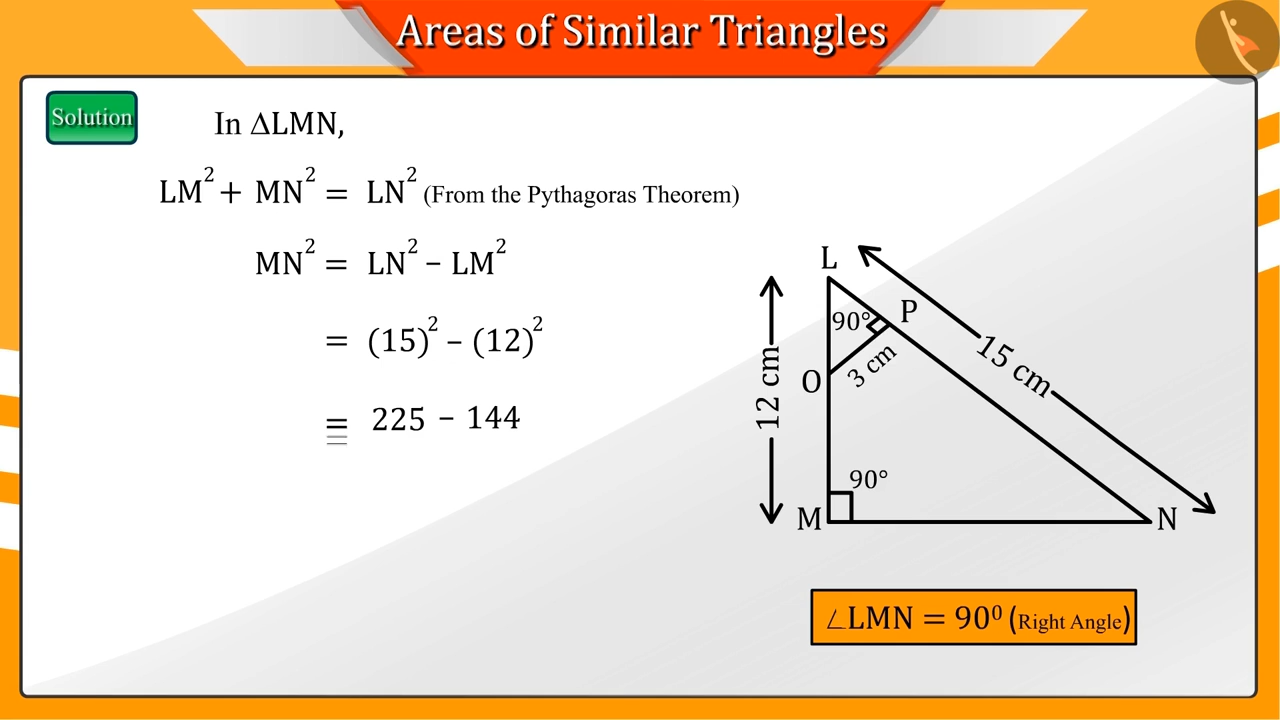 Areas of Similar Triangles
Solution
In ΔLMN,
LM² + MN² = LN² (From the Pythagoras Theorem)
MN² = LN² – LM²
= (15)² – (12)²
= 225 – 144
L
P
90°
15 cm
12 cm
O
3 cm
90°
M
N
∠LMN = 90⁰ (Right Angle)